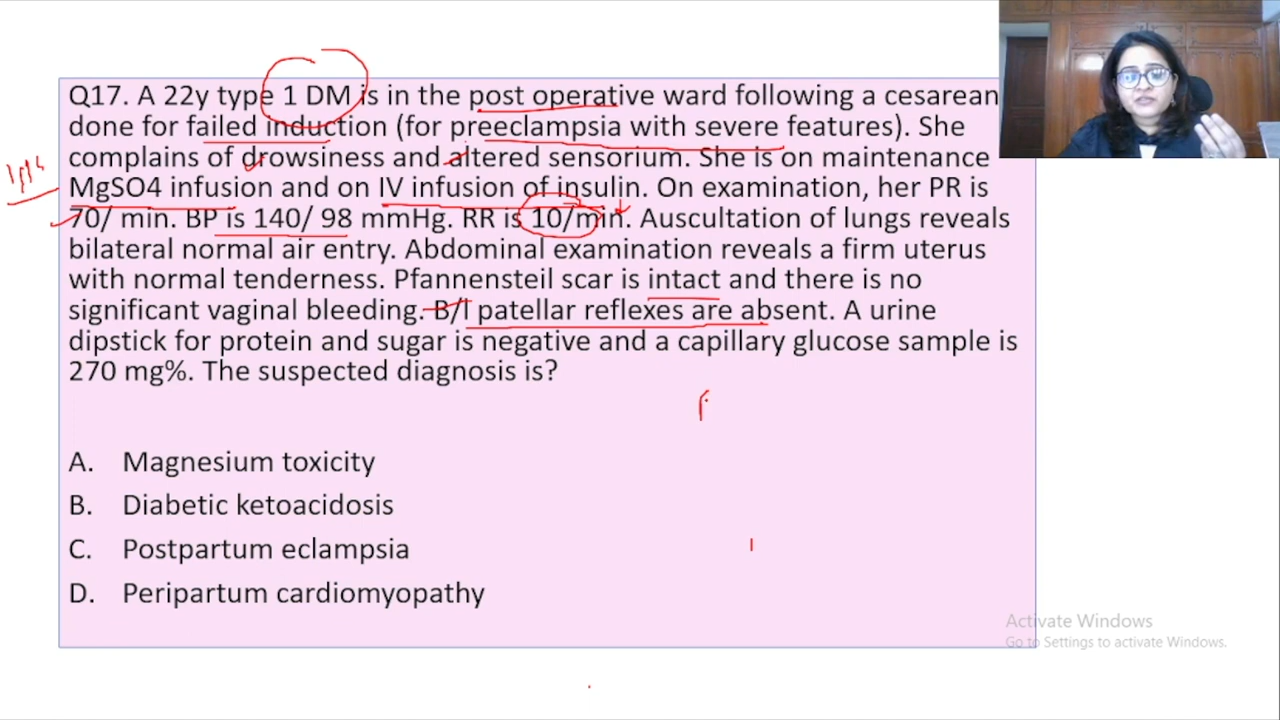 Q17. A 22y type 1 DM is in the post operative ward following a cesarean
done for failed induction (for preeclampsia with severe features). She
complains of drowsiness and altered sensorium. She is on maintenance
MgSO4 infusion and on IV infusion of insulin. On examination, her PR is
70/ min. BP is 140/ 98 mmHg. RR is 10/min. Auscultation of lungs reveals
bilateral normal air entry. Abdominal examination reveals a firm uterus
with normal tenderness. Pfannensteil scar is intact and there is no
significant vaginal bleeding. B/l patellar reflexes are absent. A urine
dipstick for protein and sugar is negative and a capillary glucose sample is
270 mg%. The suspected diagnosis is?
A. Magnesium toxicity
B. Diabetic ketoacidosis
C. Postpartum eclampsia
D. Peripartum cardiomyopathy
Activate Windows
Go to Settings to activate Windows.